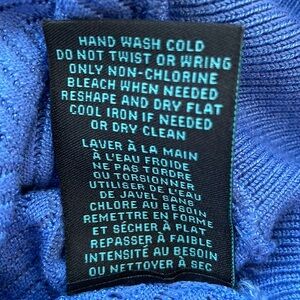 HAND WASH COLD
DO NOT TWIST OR WRING
ONLY NON-CHLORINE
BLEACH WHEN NEEDED
RESHAPE AND DRY FLAT
COOL IRON IF NEEDED
OR DRY CLEAN
LAVER À LA MAIN
À L'EAU FROIDE
NE PAS TORDRE
OU TORSIONNER
UTILISER DE L'EAU
DE JAVEL SANS
CHLORE AU BESOIN
REMETTRE EN FORME
ET SÉCHER À PLAT
REPASSER À FAIBLE
INTENSITÉ AU BESOIN
OU NETTOYER À SEC